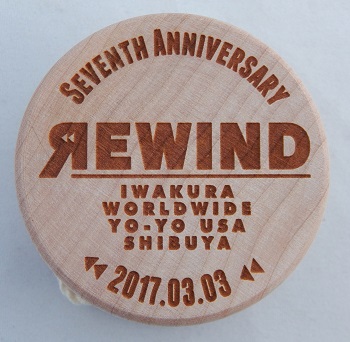 SEVENTH ANNIVERSARY
REWIND
IWAKURA
WORLDWIDE
YO-YO USA
SHIBUYA
2017.03.03